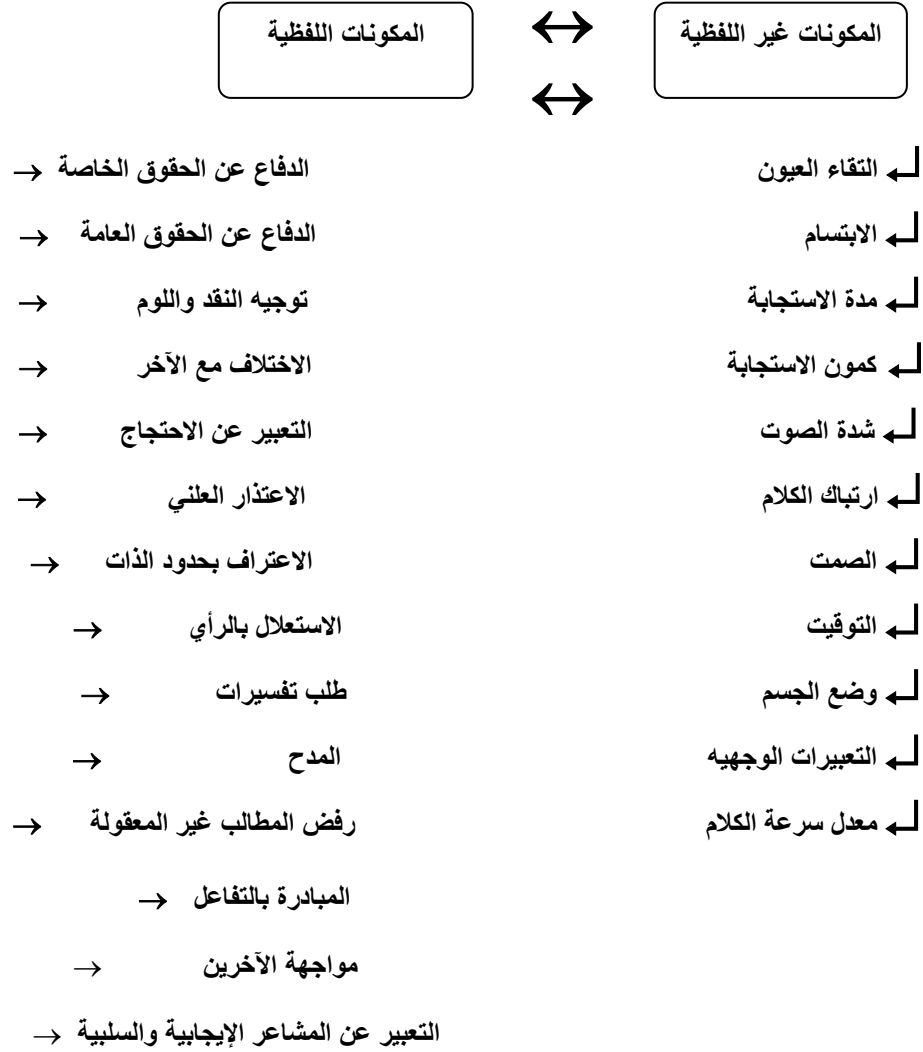 المكونات غير اللفظية ↔ المكونات اللفظية
↔
التقاء العيون الدفاع عن الحقوق الخاصة →
الابتسام الدفاع عن الحقوق العامة →
مدة الاستجابة توجيه النقد واللوم →
كمون الاستجابة الاختلاف مع الآخر →
شدة الصوت التعبير عن الاحتجاج →
ارتباك الكلام الاعتذار العلني →
الصمت الاعتراف بحدود الذات →
التوقيت الاستعلال بالرأي →
وضع الجسم طلب تفسيرات →
التعبيرات الوجهيه المدح →
معدل سرعة الكلام رفض المطالب غير المعقولة →
المبادرة بالتفاعل →
مواجهة الآخرين →
التعبير عن المشاعر الإيجابية والسلبية →